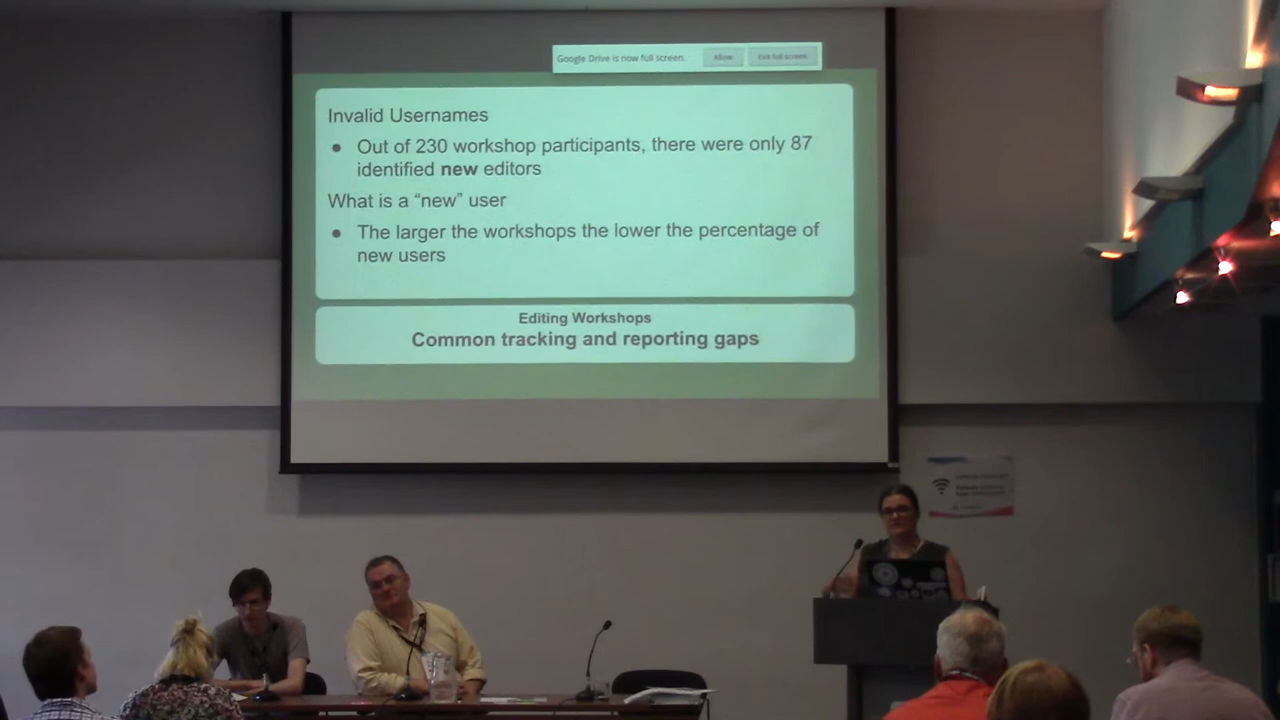 Google Drive is now full screen. Allow Exit full screen
Invalid Usernames
● Out of 230 workshop participants, there were only 87
identified new editors
What is a “new” user
● The larger the workshops the lower the percentage of
new users
Editing Workshops
Common tracking and reporting gaps